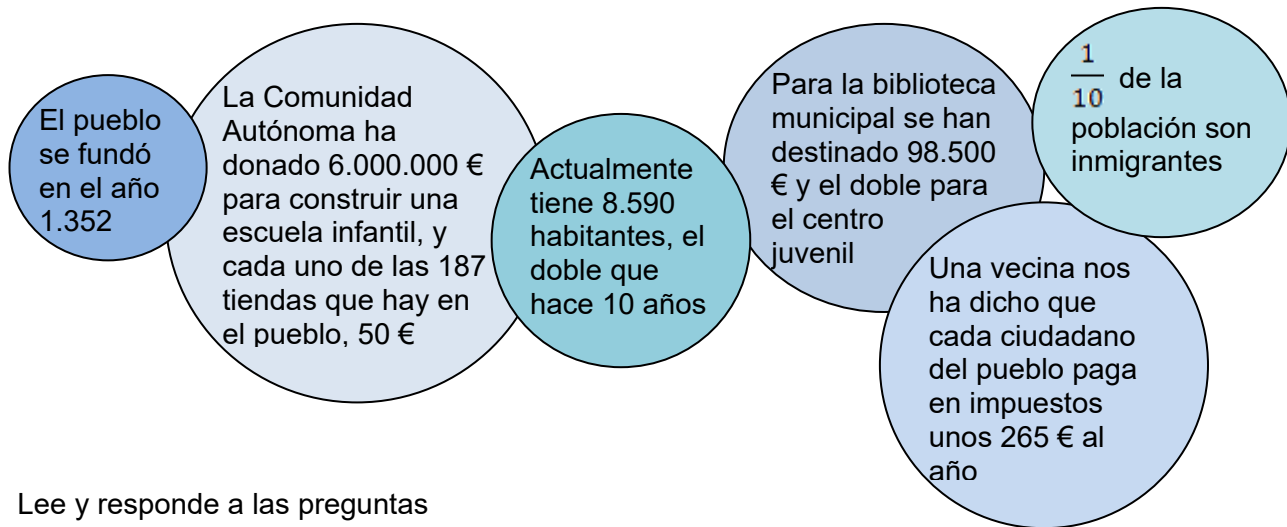 El pueblo
se fundó
en el año
1.352
La Comunidad
Autónoma ha
donado 6.000.000 €
para construir una
escuela infantil, y
cada uno de las 187
tiendas que hay en
el pueblo, 50 €
Actualmente
tiene 8.590
habitantes, el
doble que
hace 10 años
Para la biblioteca
municipal se han
destinado 98.500
€ y el doble para
el centro
juvenil
1/10 de la
población son
inmigrantes
Una vecina nos
ha dicho que
cada ciudadano
del pueblo paga
en impuestos
unos 265 € al
año
Lee y responde a las preguntas